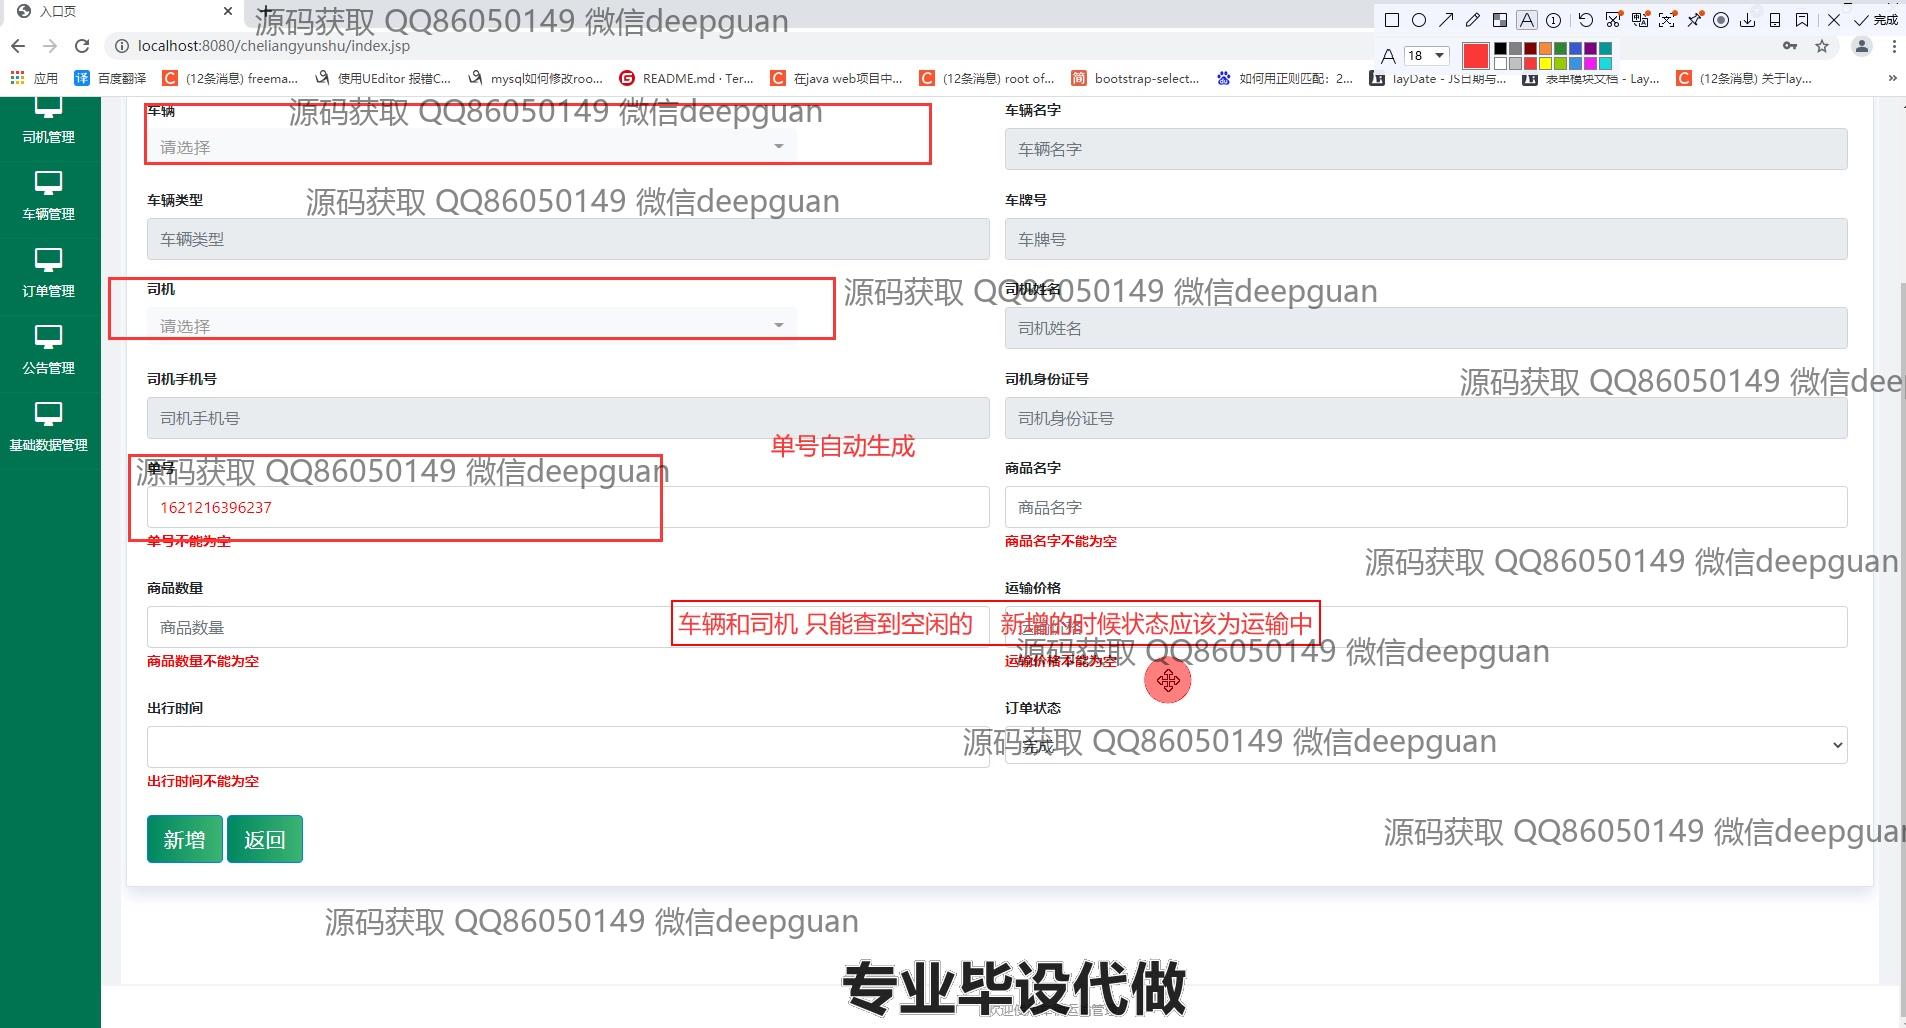 入口页
源码获取 QQ86050149 微信deepguan
完成
localhost:8080/cheliangyunshu/index.jsp
A 18
应用
译 百度翻译
C (12条消息) freema...
使用UEditor 报错C...
mysql如何修改roo...
README.md · Ter...
C 在java web项目中...
C (12条消息) root of...
简 bootstrap-select...
如何用正则匹配：2...
layDate - JS日期与...
表单模块文档 - Lay...
C (12条消息) 关于lay...
»
司机管理
车辆管理
订单管理
公告管理
基础数据管理
车辆
源码获取 QQ86050149 微信deepguan
车辆名字
请选择
车辆名字
车辆类型
源码获取 QQ86050149 微信deepguan
车牌号
车辆类型
车牌号
司机
源码获取 QQ86050149 微信deepguan
司机姓名
请选择
司机姓名
司机手机号
司机身份证号
源码获取 QQ86050149 微信dee
司机手机号
司机身份证号
单号自动生成
单号
源码获取 QQ86050149 微信deepguan
商品名字
1621216396237
商品名字
单号不能为空
商品名字不能为空
源码获取 QQ86050149 微信deepguan
商品数量
运输价格
商品数量
车辆和司机 只能查到空闲的 新增的时候状态应该为运输中
源码获取 QQ86050149 微信deepguan
商品数量不能为空
运输价格不能为空
出行时间
订单状态
源码获取 QQ86050149 微信deepguan
完成
出行时间不能为空
新增
返回
源码获取 QQ86050149 微信deepguan
源码获取 QQ86050149 微信deepguan
专业毕设代做